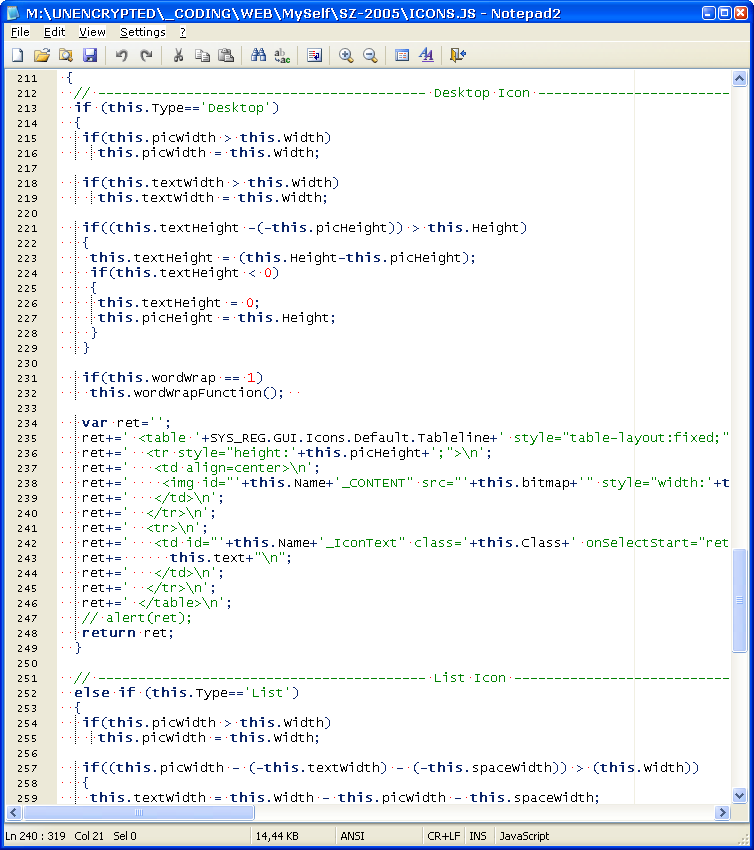 M:\UNENCRYPTED\_CODING\WEB\MySelf\SZ-2005\ICONS.JS - Notepad2
File Edit View Settings ?
211 {
212 // ------------------------------------------ Desktop Icon -------------------------
213 if (this.Type=='Desktop')
214 {
215 if(this.picWidth > this.Width)
216 this.picWidth = this.Width;
217
218 if(this.textWidth > this.Width)
219 this.textWidth = this.Width;
220
221 if((this.textHeight -(-this.picHeight)) > this.Height)
222 {
223 this.textHeight = (this.Height-this.picHeight);
224 if(this.textHeight < 0)
225 {
226 this.textHeight = 0;
227 this.picHeight = this.Height;
228 }
229 }
230
231 if(this.wordWrap == 1)
232 this.wordWrapFunction();
233
234 var ret='';
235 ret+=' <table '+SYS_REG.GUI.Icons.Default.Tableline+' style="table-layout:fixed;"
236 ret+='  <tr style="height:'+this.picHeight+';">\n';
237 ret+='   <td align=center>\n';
238 ret+='    <img id="'+this.Name+'_CONTENT" src="'+this.bitmap+'" style="width:'+t
239 ret+='   </td>\n';
240 ret+='  </tr>\n';
241 ret+='  <tr>\n';
242 ret+='   <td id="'+this.Name+'_IconText" class='+this.Class+' onSelectStart="ret
243 ret+=     this.text+"\n";
244 ret+='   </td>\n';
245 ret+='  </tr>\n';
246 ret+=' </table>\n';
247 // alert(ret);
248 return ret;
249 }
250
251 // ------------------------------------------ List Icon ----------------------------
252 else if (this.Type=='List')
253 {
254 if(this.picWidth > this.Width)
255 this.picWidth = this.Width;
256
257 if((this.picWidth - (-this.textWidth) - (-this.spaceWidth)) > (this.Width))
258 {
259 this.textWidth = this.Width - this.picWidth - this.spaceWidth;
Ln 240 : 319 Col 21 Sel 0 14,44 KB ANSI CR+LF INS JavaScript